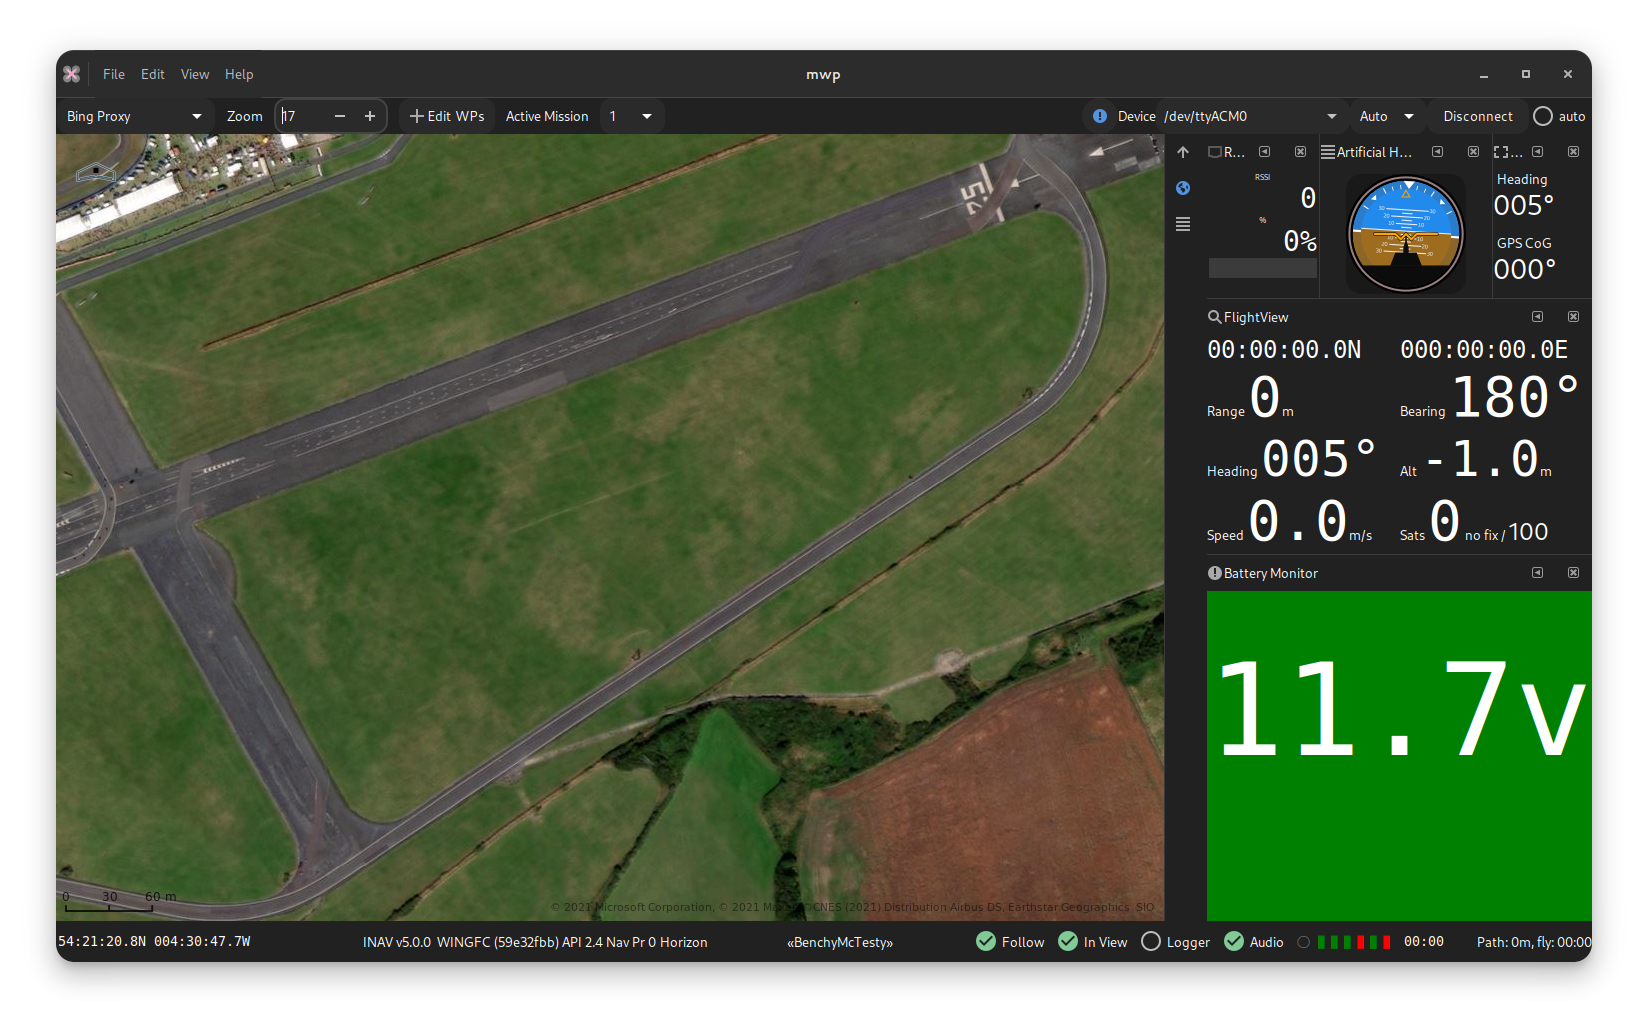 File Edit View Help
mwp
Bing Proxy Zoom 17 Edit WPs Active Mission 1
Device /dev/ttyACM0 Auto Disconnect auto
R... Artificial H... ...
RSSI
0
%
0%
Heading
005°
GPS CoG
000°
FlightView
00:00:00.0N 000:00:00.0E
Range 0m Bearing 180°
Heading 005° Alt -1.0m
Speed 0.0m/s Sats 0 no fix / 100
Battery Monitor
11.7v
25
0 30 60 m
© 2021 Microsoft Corporation, © 2021 CNES (2021) Distribution Airbus DS, Earthstar Geographics SIO
54:21:20.8N 004:30:47.7W
INAV v5.0.0 WINGFC (59e32fbb) API 2.4 Nav Pr 0 Horizon
«BenchyMcTesty»
Follow In View Logger Audio 00:00 Path: 0m, fly: 00:00